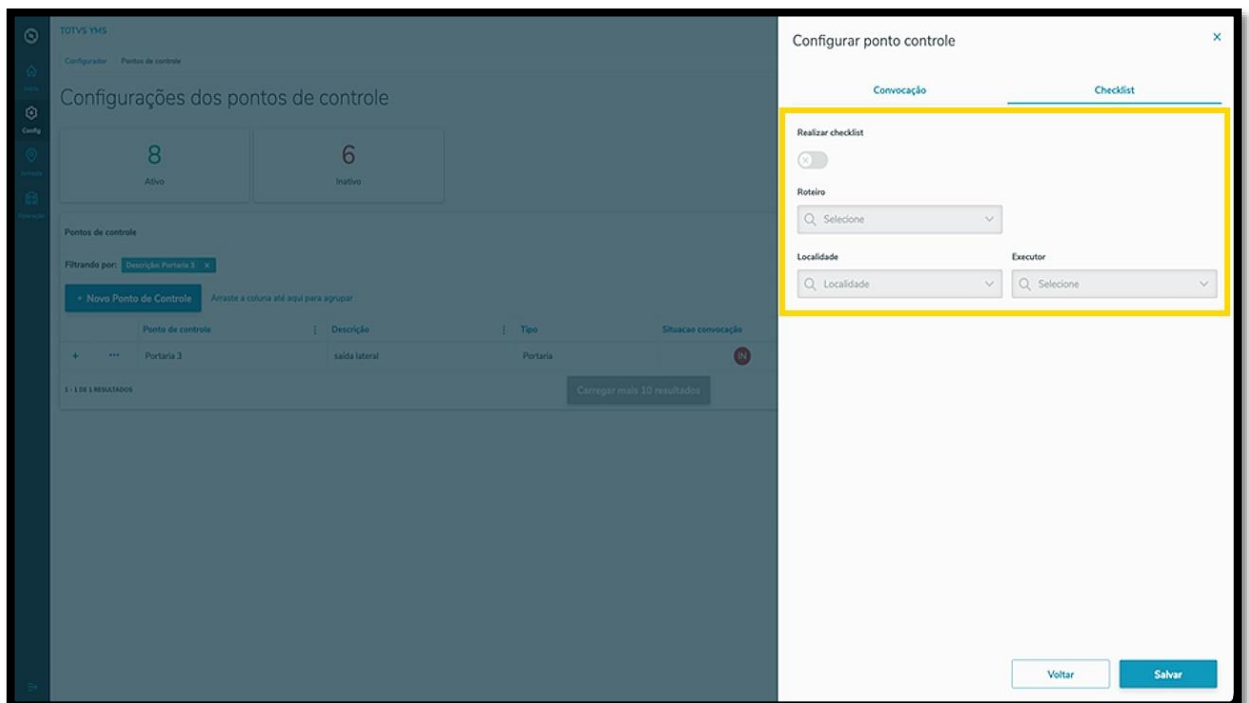 TOTVS YMS
Configurador Pontos de controle
Configurações dos pontos de controle
8
Ativo
6
Inativo
Pontos de controle
Filtrando por: Descrição Portaria 3 x
+ Novo Ponto de Controle Arraste a coluna até aqui para agrupar
Ponto de controle Descrição Tipo Situacao convocação
+ ... Portaria 3 saida lateral Portaria IN
1 - 1 DE 1 RESULTADOS
Carregar mais 10 resultados
Config
Configurar ponto controle
Convocação Checklist
Realizar checklist
Roteiro
Selecione
Localidade Executor
Localidade Selecione
Voltar Salvar